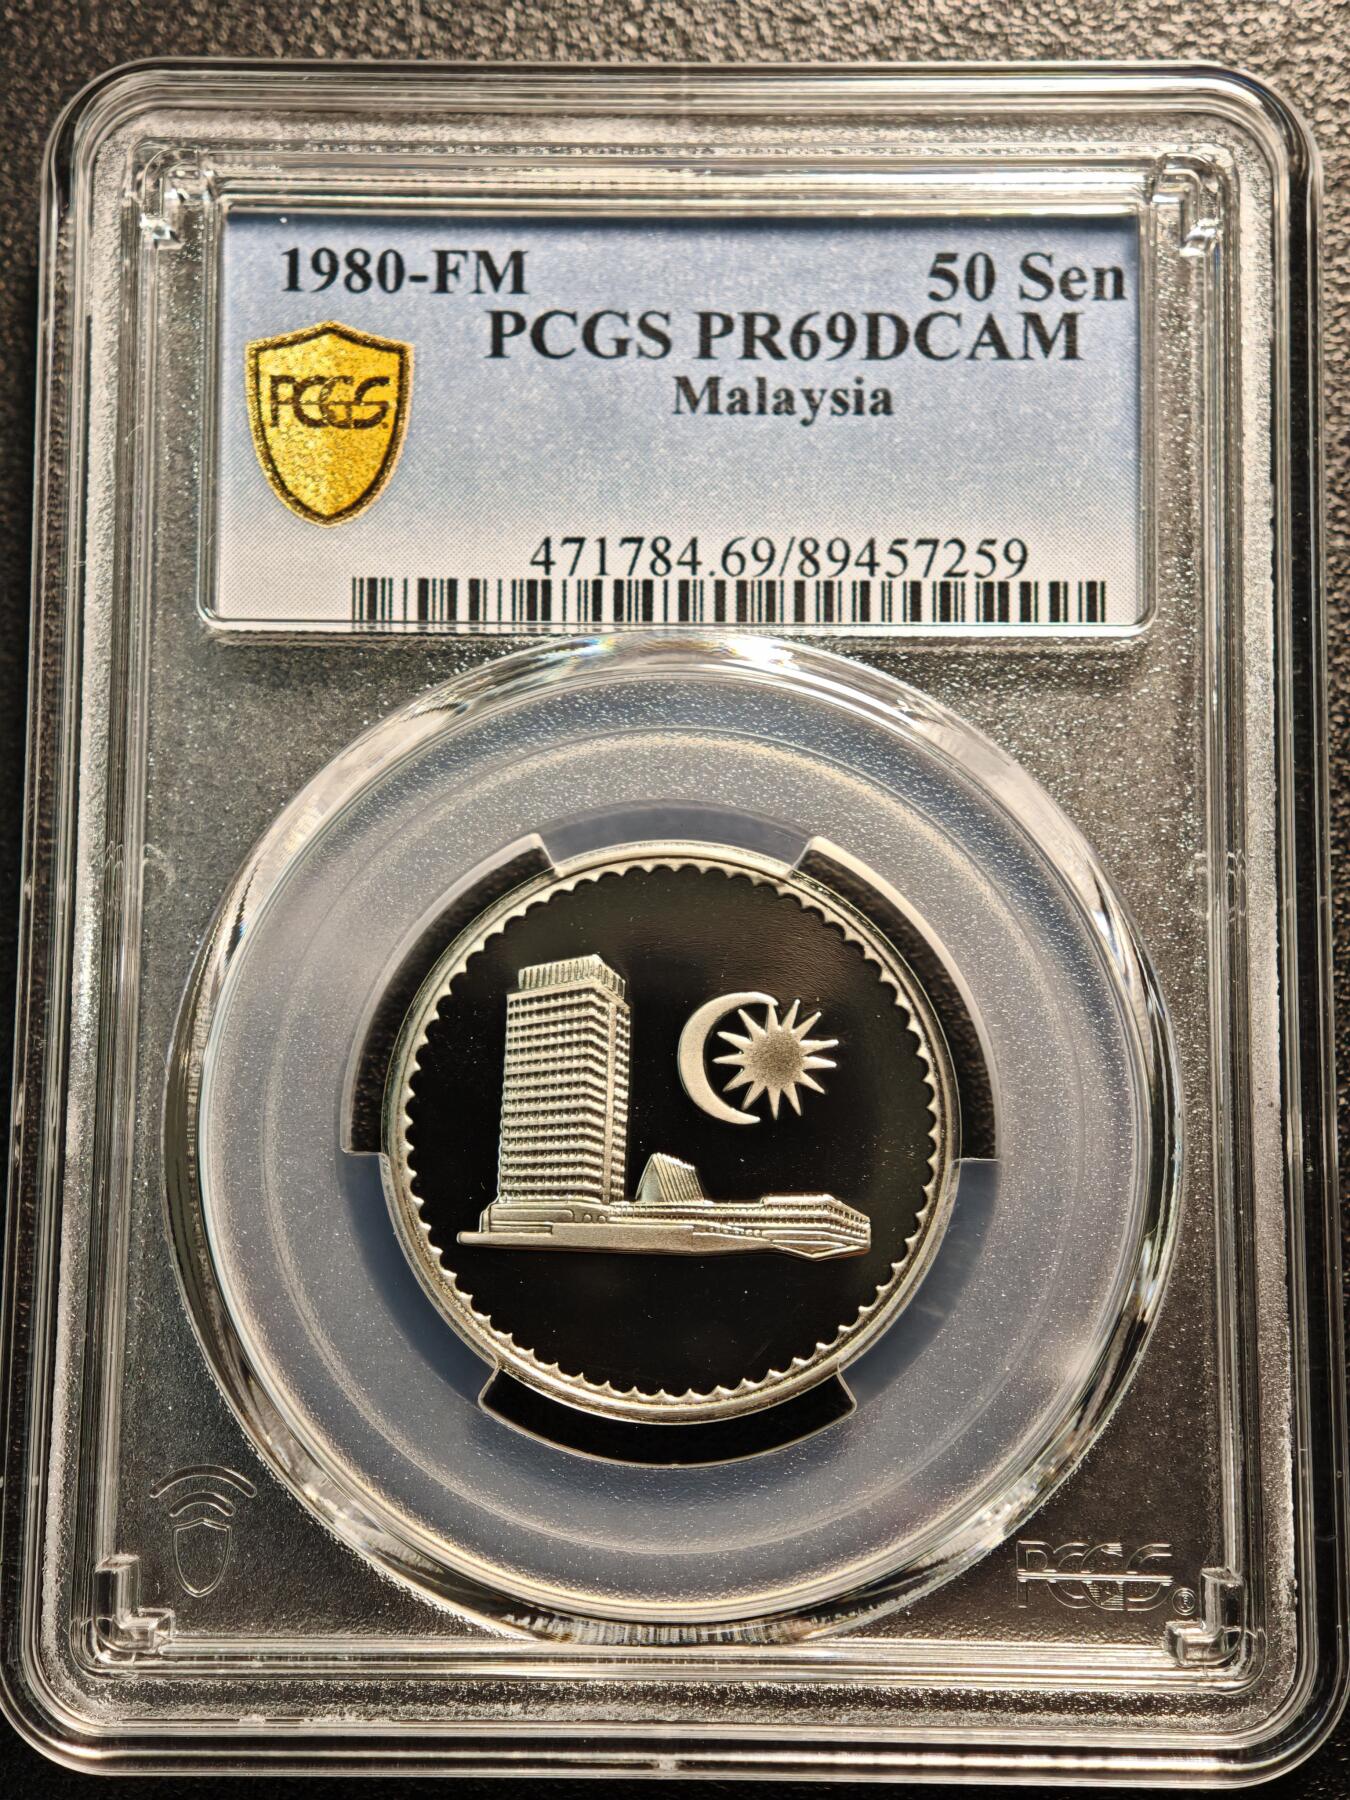 1980-FM 50 Sen
PCGS PR69DCAM
Malaysia
PCGS
471784.69/89457259
PCGS